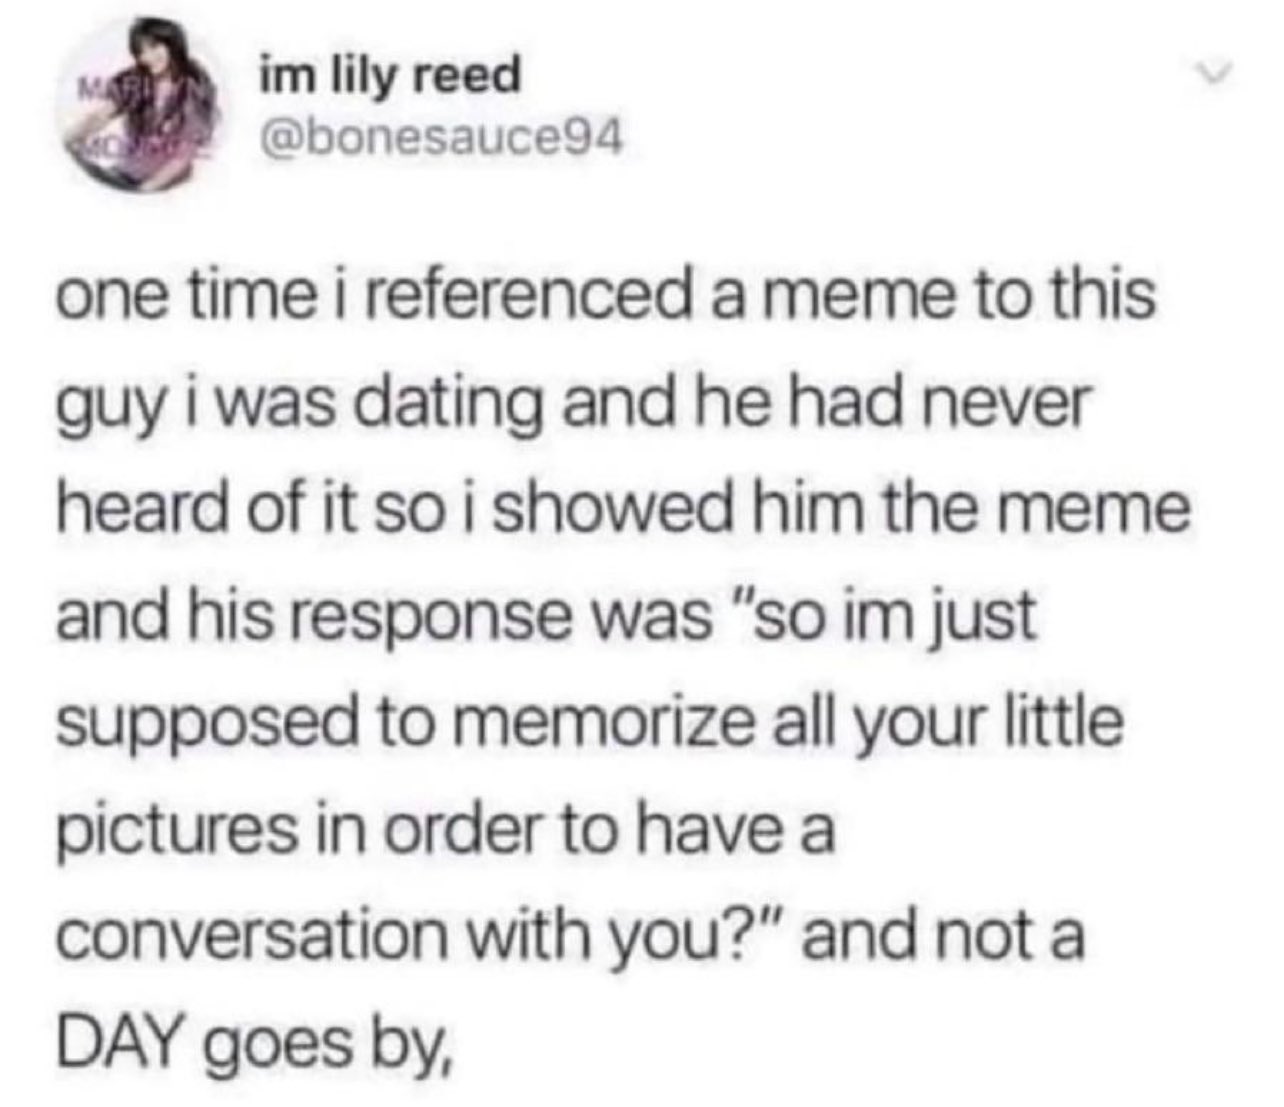 im lily reed
@bonesauce94
one time i referenced a meme to this
guy i was dating and he had never
heard of it so i showed him the meme
and his response was "so im just
supposed to memorize all your little
pictures in order to have a
conversation with you?" and not a
DAY goes by,